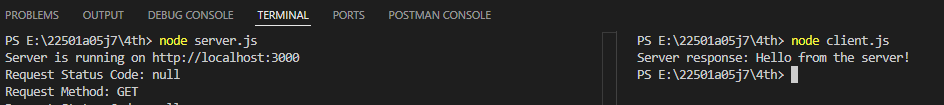 PROBLEMS OUTPUT DEBUG CONSOLE TERMINAL PORTS POSTMAN CONSOLE
PS E:\22501a05j7\4th> node server.js
Server is running on http://localhost:3000
Request Status Code: null
Request Method: GET
PS E:\22501a05j7\4th> node client.js
Server response: Hello from the server!
PS E:\22501a05j7\4th>